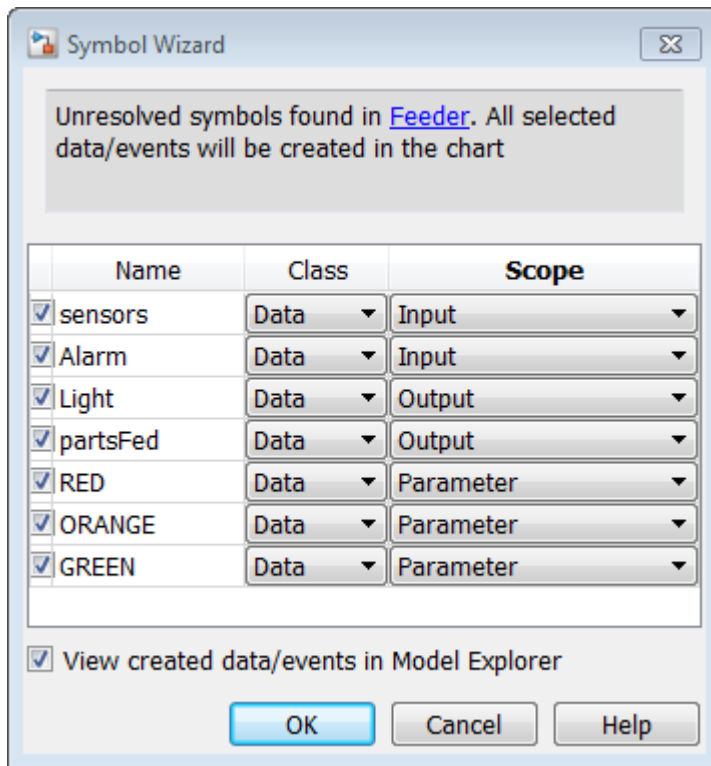 Symbol Wizard
Unresolved symbols found in Feeder. All selected
data/events will be created in the chart
Name Class Scope
sensors Data Input
Alarm Data Input
Light Data Output
partsFed Data Output
RED Data Parameter
ORANGE Data Parameter
GREEN Data Parameter
View created data/events in Model Explorer
OK Cancel Help